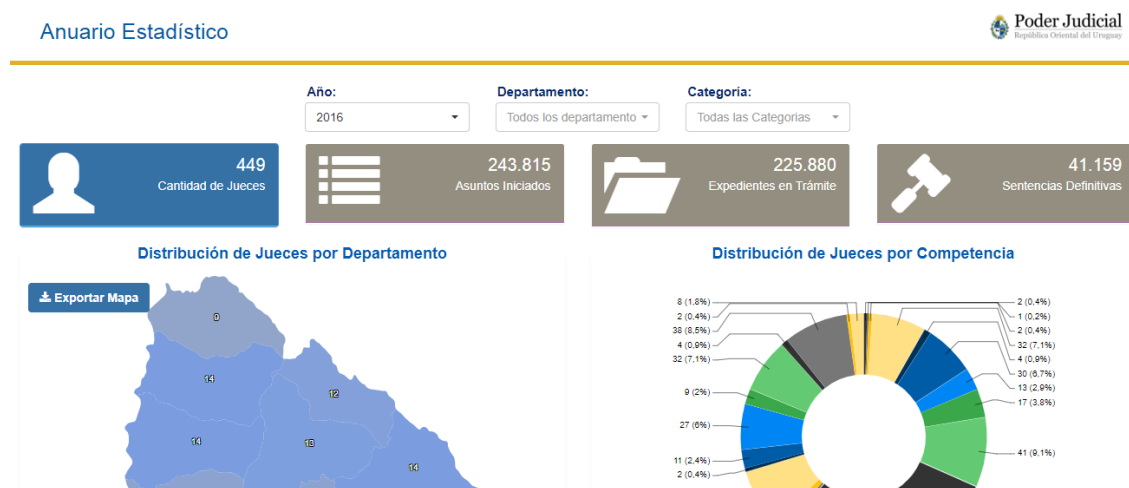 Anuario Estadístico
Poder Judicial
República Oriental del Uruguay
Año:
Departamento:
Categoría:
2016
Todos los departamento
Todas las Categorias
449
Cantidad de Jueces
243.815
Asuntos Iniciados
225.880
Expedientes en Trámite
41.159
Sentencias Definitivas
Distribución de Jueces por Departamento
Exportar Mapa
9
14
12
14
13
14
Distribución de Jueces por Competencia
8 (1,8%)
2 (0,4%)
38 (8,5%)
4 (0,9%)
32 (7,1%)
9 (2%)
27 (6%)
11 (2,4%)
2 (0,4%)
2 (0,4%)
1 (0,2%)
2 (0,4%)
32 (7,1%)
4 (0,9%)
30 (6,7%)
13 (2,9%)
17 (3,8%)
41 (9,1%)